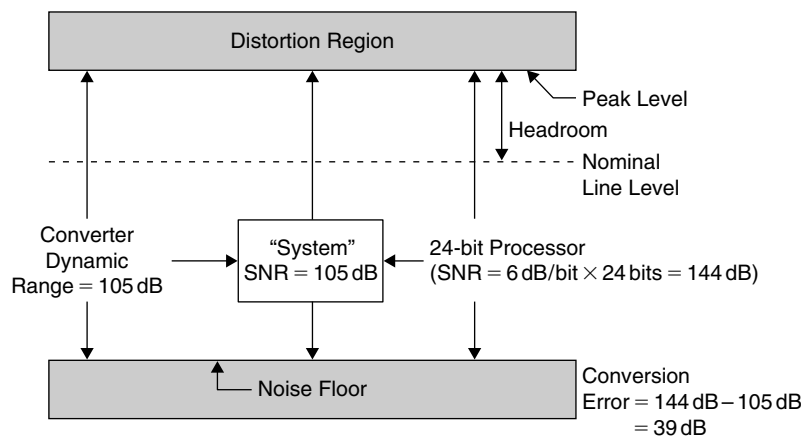 Distortion Region
Peak Level
Headroom
Nominal
Line Level
Converter
Dynamic
Range = 105 dB
“System”
SNR = 105 dB
24-bit Processor
(SNR = 6 dB/bit × 24 bits = 144 dB)
Noise Floor
Conversion
Error = 144 dB – 105 dB
= 39 dB